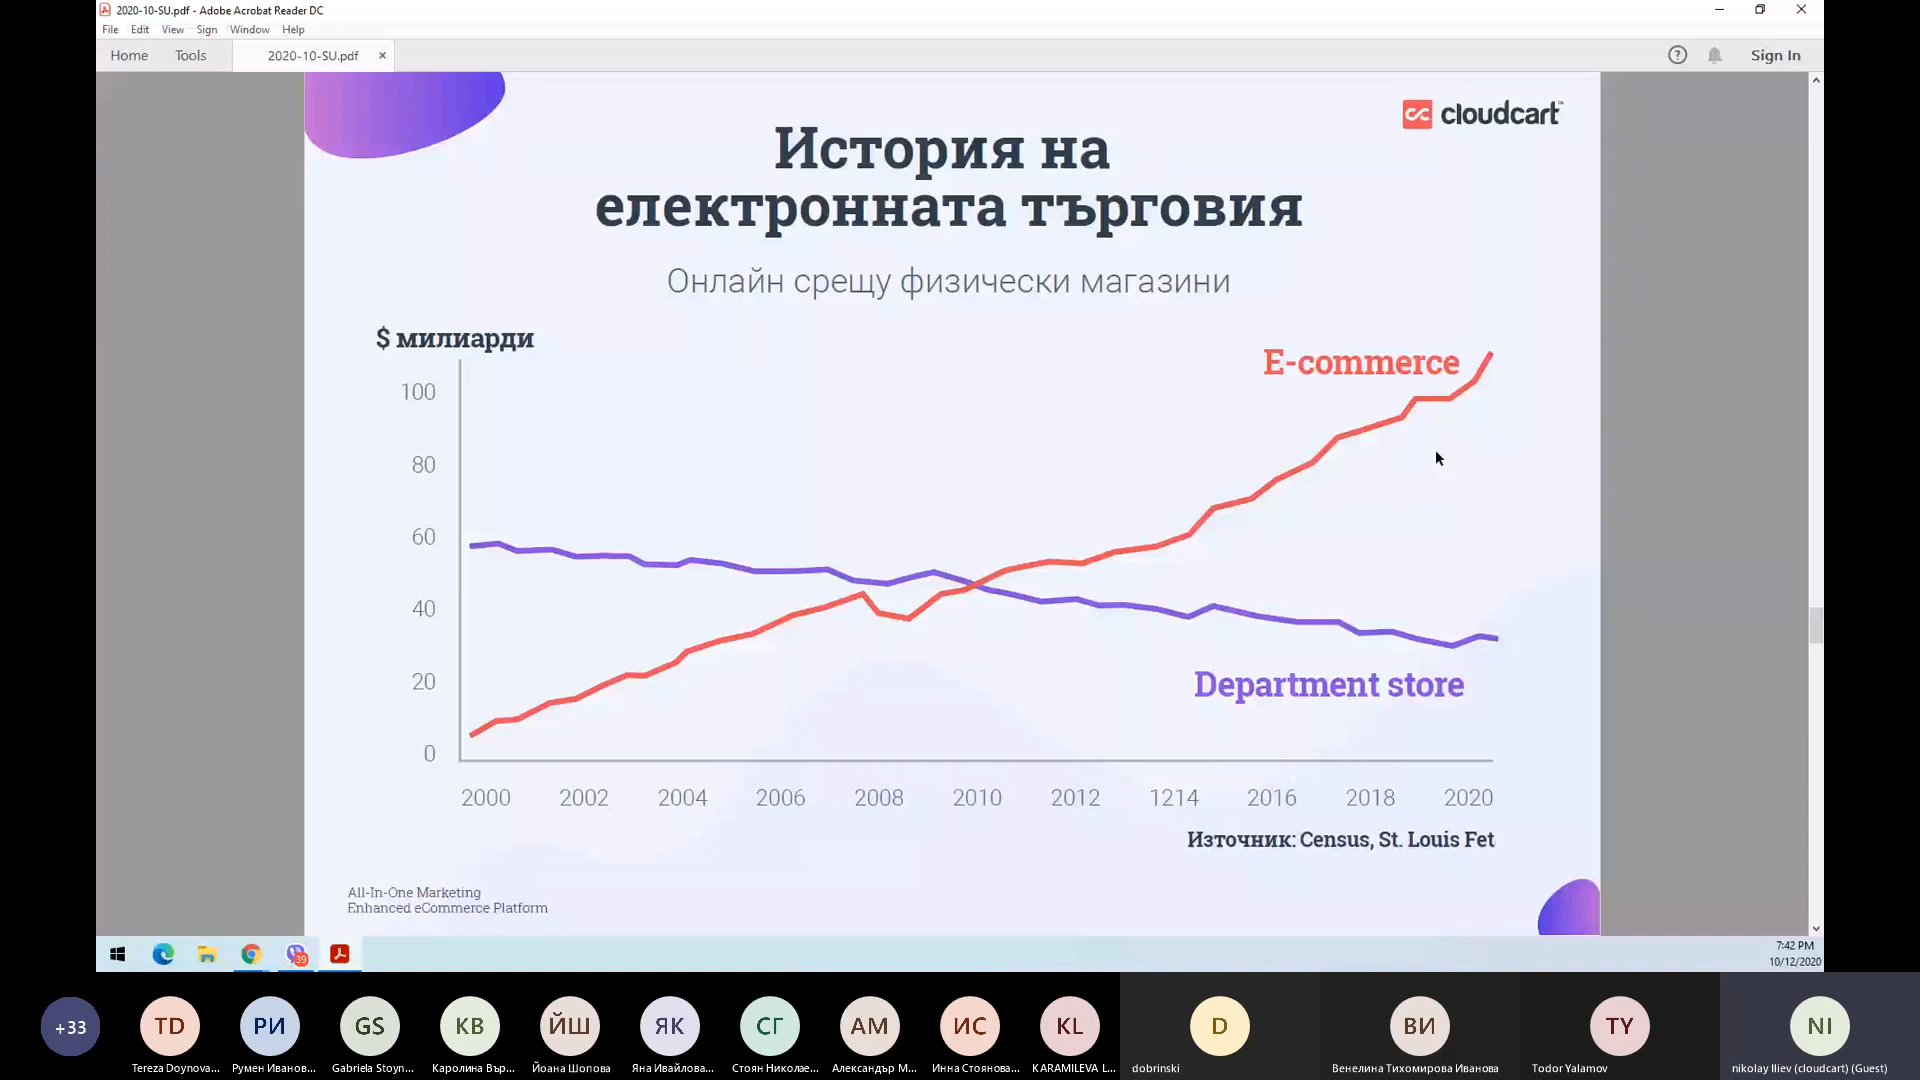 2020-10-SU.pdf - Adobe Acrobat Reader DC
File Edit View Sign Window Help
Home Tools 2020-10-SU.pdf × ? Sign In
cc cloudcart™
История на
електронната търговия
Онлайн срещу физически магазини
$ милиарди
E-commerce
100
80
60
40
20
0
Department store
2000 2002 2004 2006 2008 2010 2012 1214 2016 2018 2020
Източник: Census, St. Louis Fet
All-In-One Marketing
Enhanced eCommerce Platform
39
7:42 PM
10/12/2020
+33 TD РИ GS КВ ЙШ ЯК СГ АМ ИС KL D ВИ TY NI
Tereza Doynova... Румен Иванов... Gabriela Stoyn... Каролина Вър... Йоана Шопова Яна Ивайлова... Стоян Николае... Александър М... Инна Стоянова... KARAMILEVA L... dobrinski Венелина Тихомирова Иванова Todor Yalamov nikolay Iliev (cloudcart) (Guest)